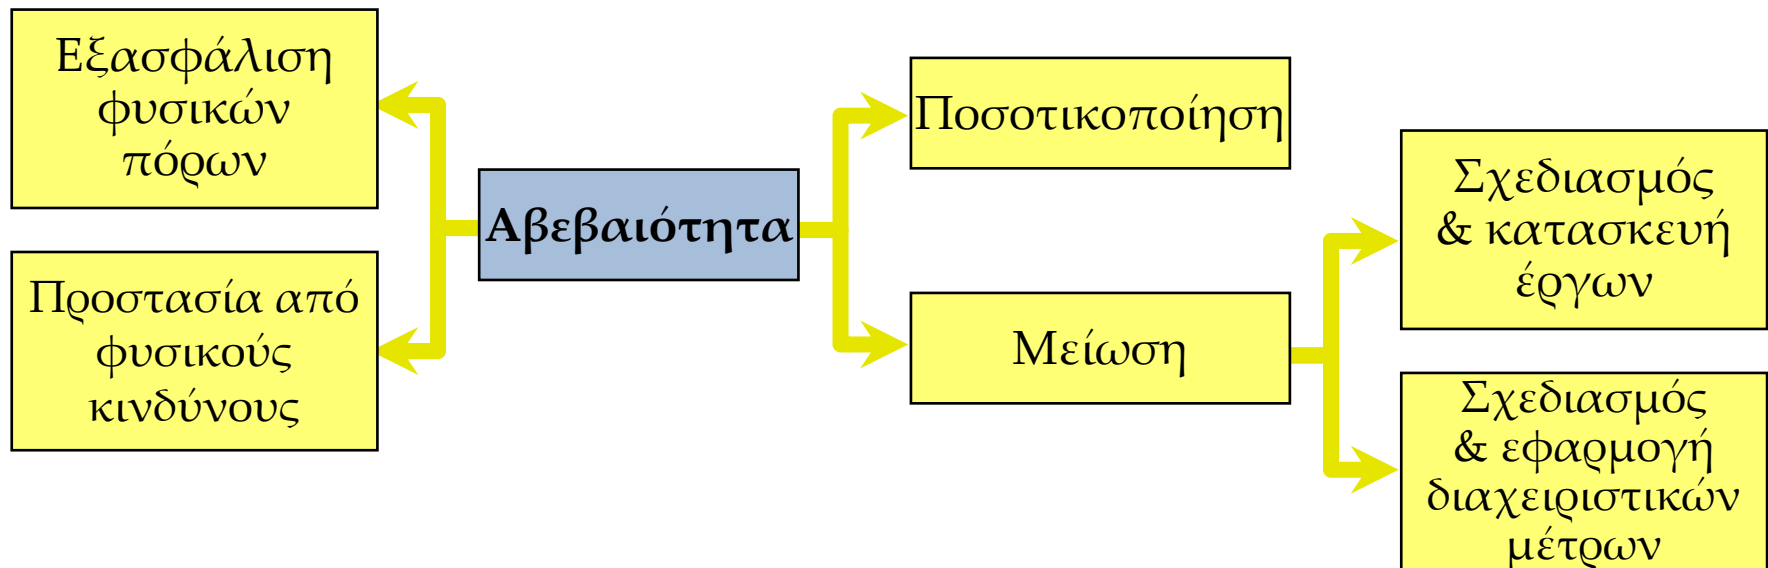 Εξασφάλιση
φυσικών
πόρων
Προστασία από
φυσικούς
κινδύνους
Αβεβαιότητα
Ποσοτικοποίηση
Μείωση
Σχεδιασμός
& κατασκευή
έργων
Σχεδιασμός
& εφαρμογή
διαχειριστικών
μέτρων